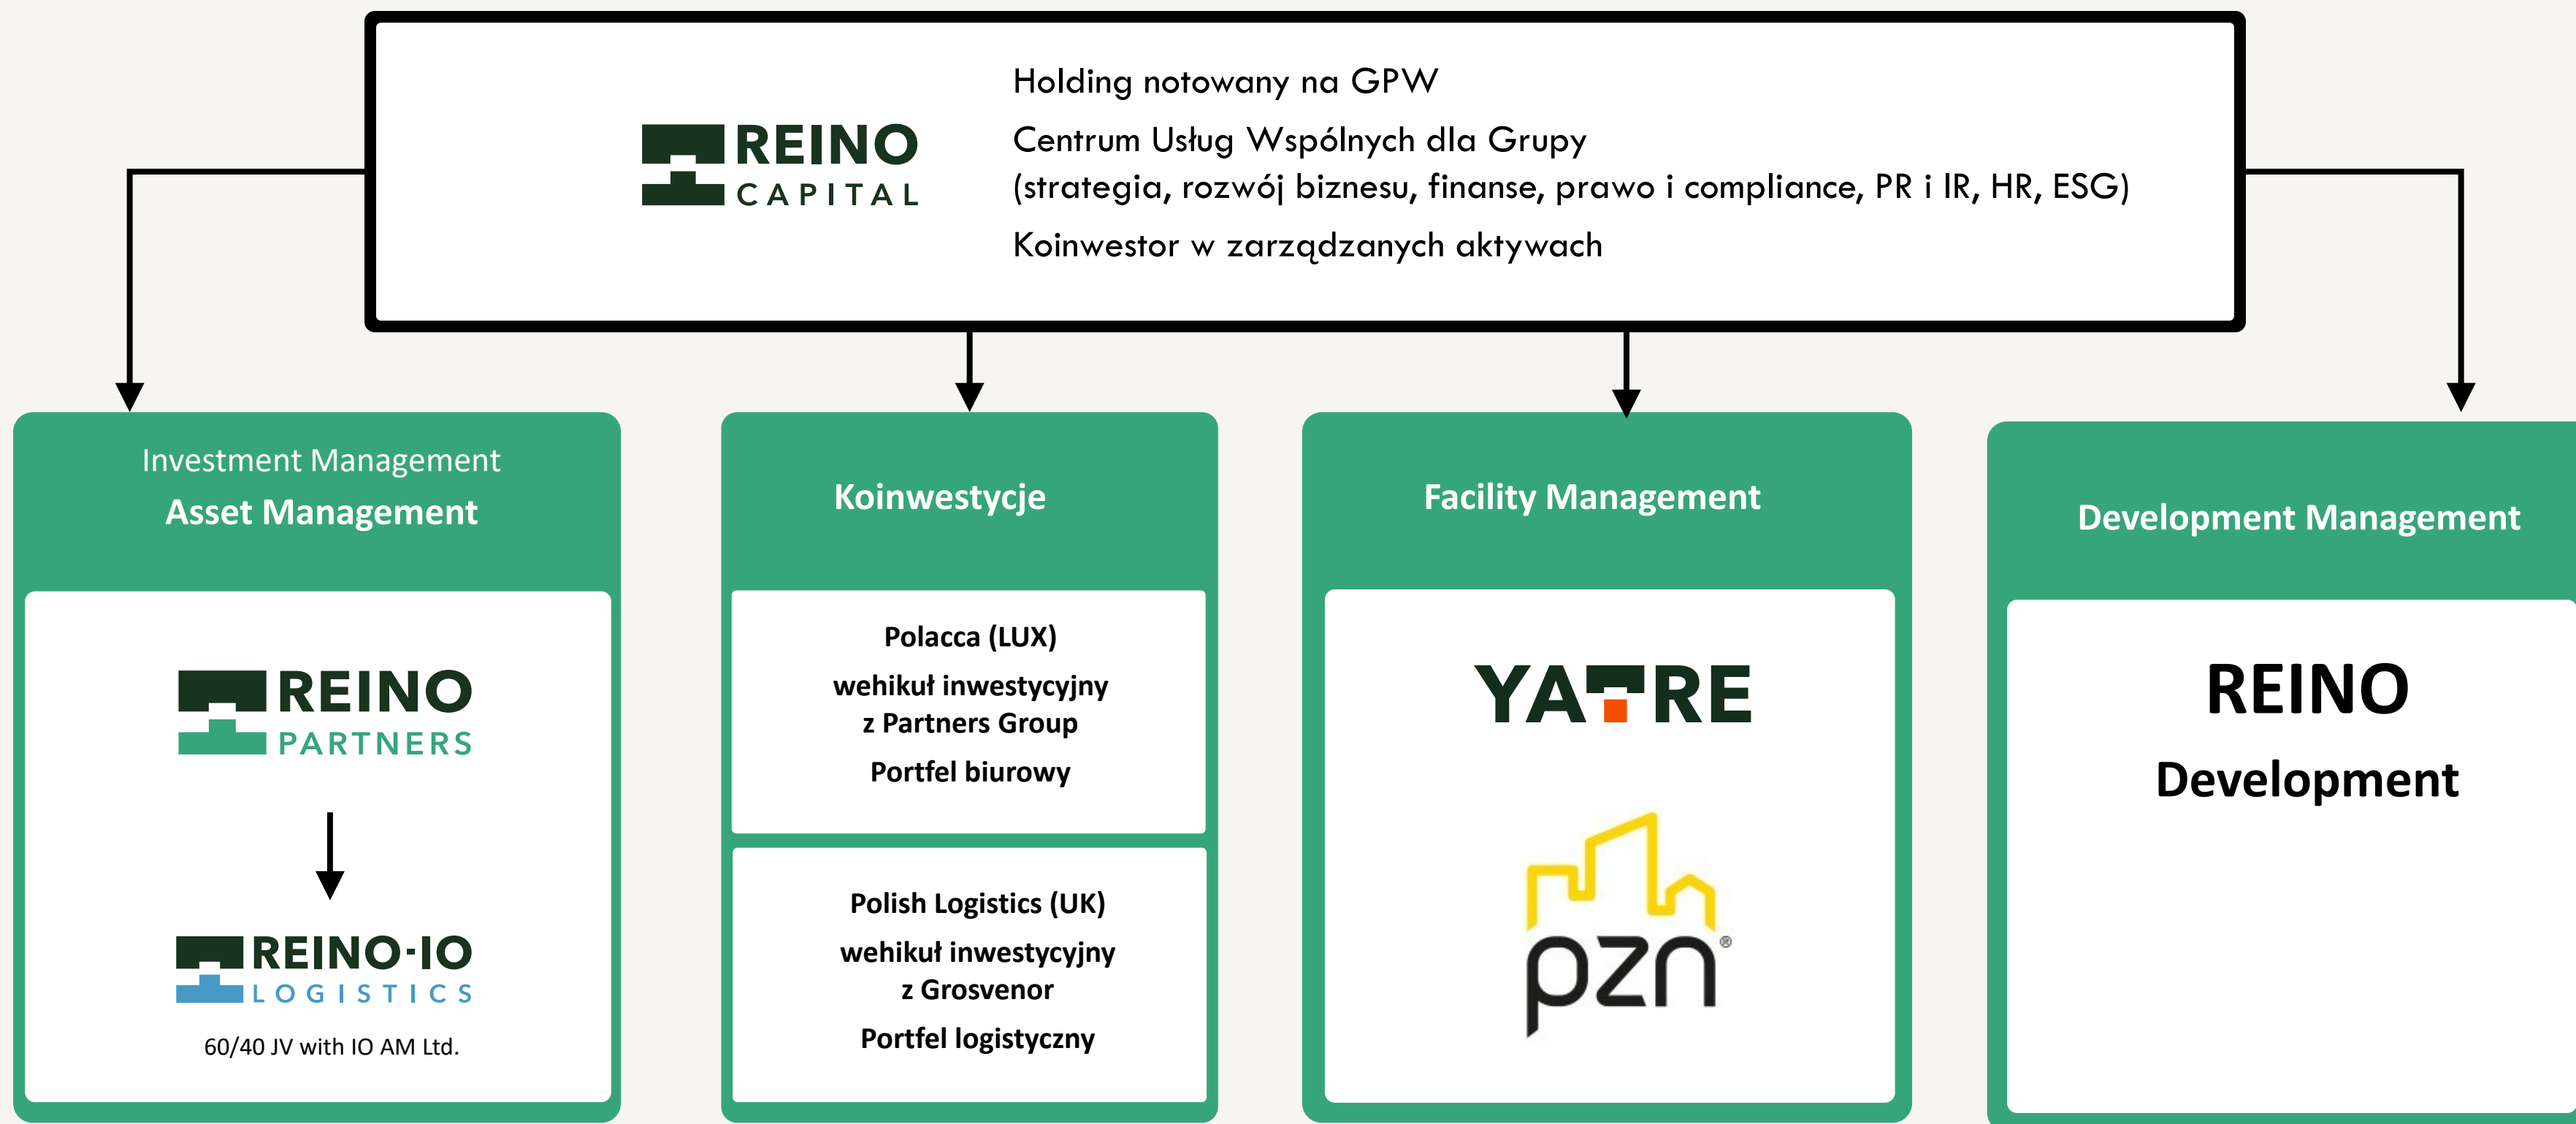 REINO
CAPITAL
Holding notowany na GPW
Centrum Usług Wspólnych dla Grupy
(strategia, rozwój biznesu, finanse, prawo i compliance, PR i IR, HR, ESG)
Koinwestor w zarządzanych aktywach
Investment Management
Asset Management
REINO
PARTNERS
REINO·IO
LOGISTICS
60/40 JV with IO AM Ltd.
Koinwestycje
Polacca (LUX)
wehikuł inwestycyjny
z Partners Group
Portfel biurowy
Polish Logistics (UK)
wehikuł inwestycyjny
z Grosvenor
Portfel logistyczny
Facility Management
YATRE
pzn®
Development Management
REINO
Development